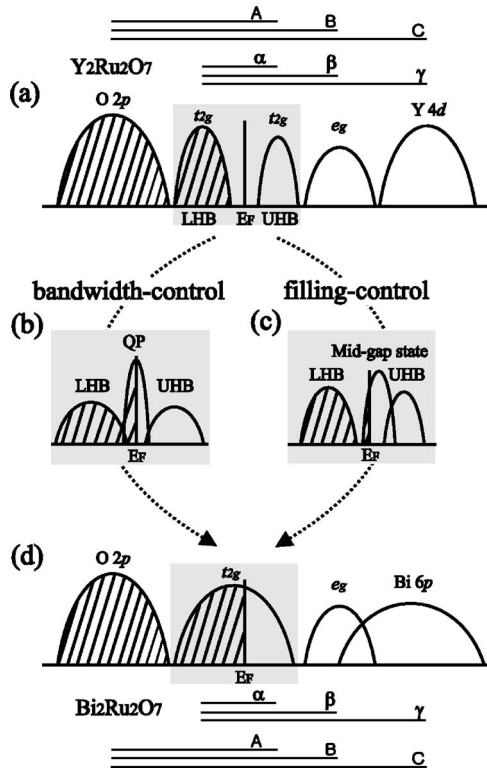 A
B
C
Y2Ru2O7
α
β
γ
(a)
O 2p
t2g
t2g
eg
Y 4d
LHB
EF
UHB
bandwidth-control
filling-control
(b)
QP
LHB
UHB
EF
(c)
Mid-gap state
LHB
UHB
EF
(d)
O 2p
t2g
eg
Bi 6p
EF
Bi2Ru2O7
α
β
γ
A
B
C